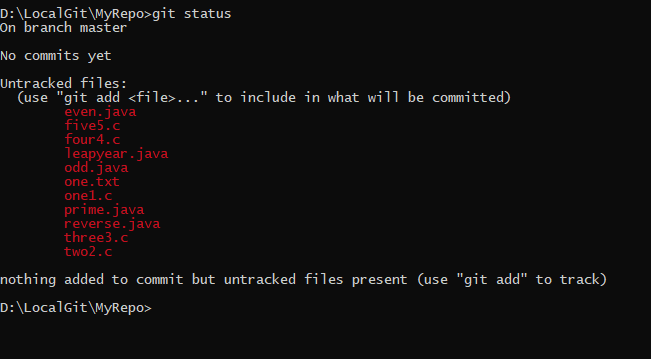 D:\LocalGit\MyRepo>git status
On branch master
No commits yet
Untracked files:
(use "git add <file>..." to include in what will be committed)
even.java
five5.c
four4.c
leapyear.java
odd.java
one.txt
one1.c
prime.java
reverse.java
three3.c
two2.c
nothing added to commit but untracked files present (use "git add" to track)
D:\LocalGit\MyRepo>